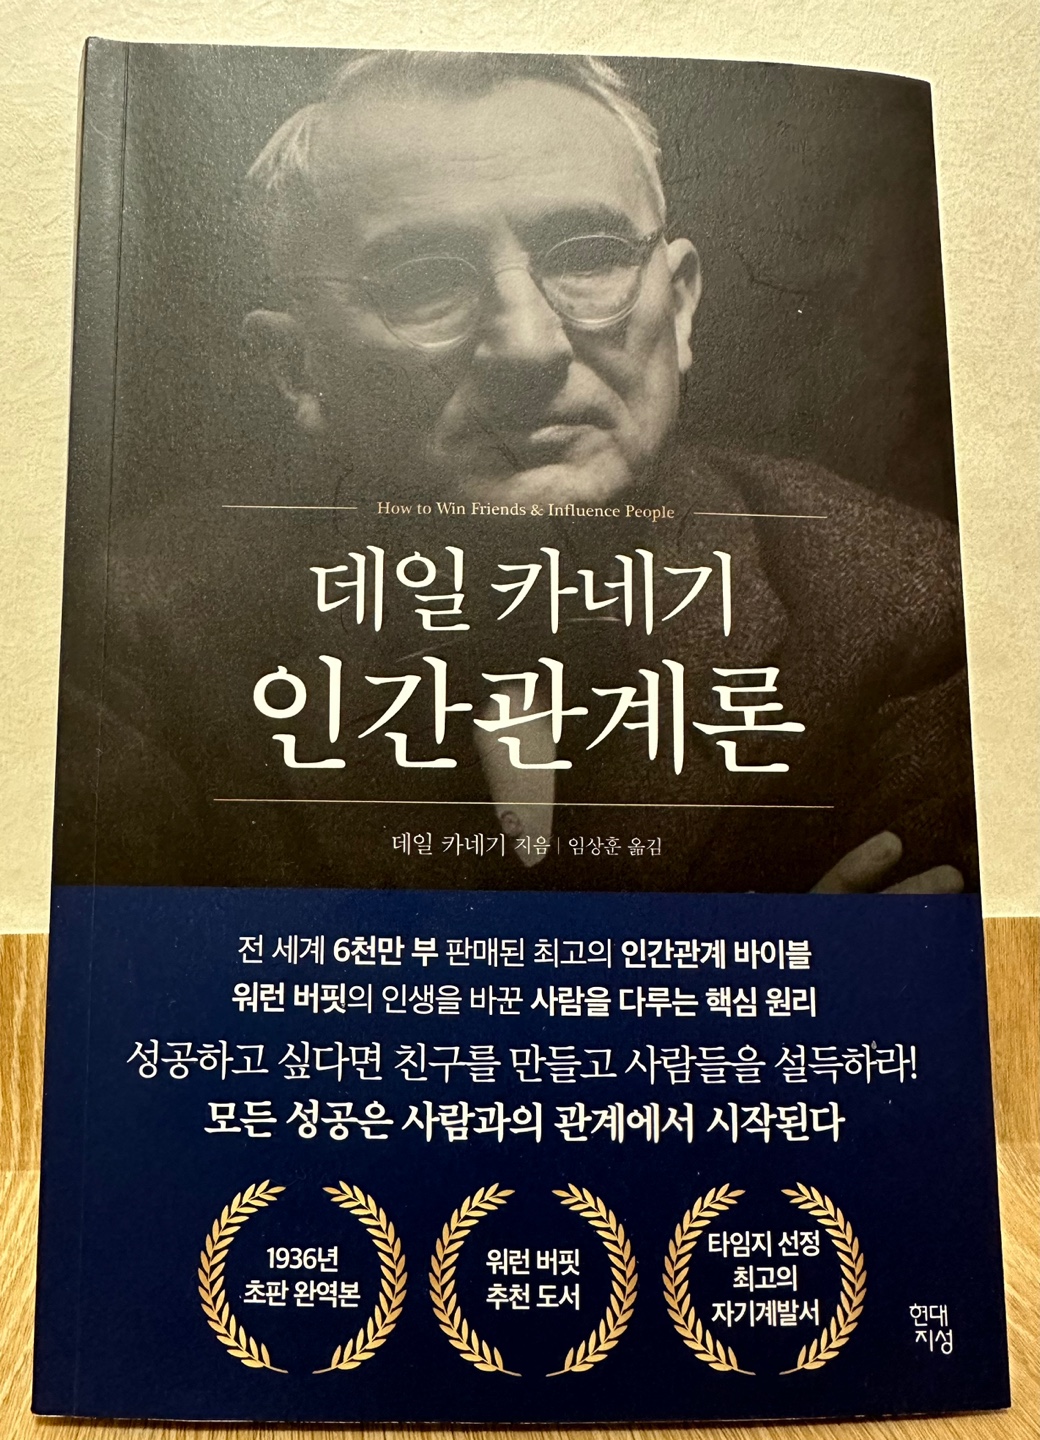 How to Win Friends & Influence People
데일 카네기
인간관계론
데일 카네기 지음 | 임상훈 옮김
전 세계 6천만 부 판매된 최고의 인간관계 바이블
워런 버핏의 인생을 바꾼 사람을 다루는 핵심 원리
성공하고 싶다면 친구를 만들고 사람들을 설득하라!
모든 성공은 사람과의 관계에서 시작된다
1936년
초판 완역본
워런 버핏
추천 도서
타임지 선정
최고의
자기계발서
현대
지성